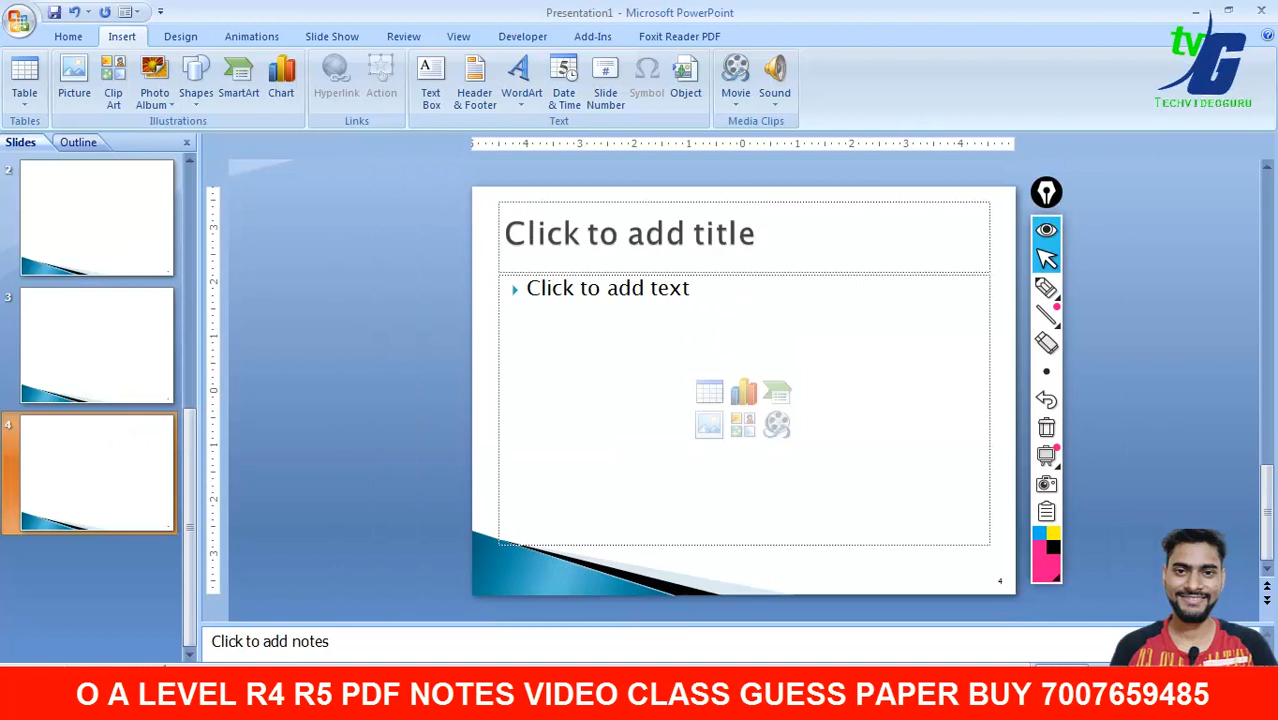 Presentation1 - Microsoft PowerPoint
Home Insert Design Animations Slide Show Review View Developer Add-Ins Foxit Reader PDF
Table Picture Clip Art Photo Album Shapes SmartArt Chart Hyperlink Action Text Box Header & Footer WordArt Date & Time Slide Number Symbol Object Movie Sound
Tables Illustrations Links Text Media Clips
tv G
TECHVIDEOGURU
Slides Outline
2
3
4
Click to add title
Click to add text
4
Click to add notes
O A LEVEL R4 R5 PDF NOTES VIDEO CLASS GUESS PAPER BUY 7007659485